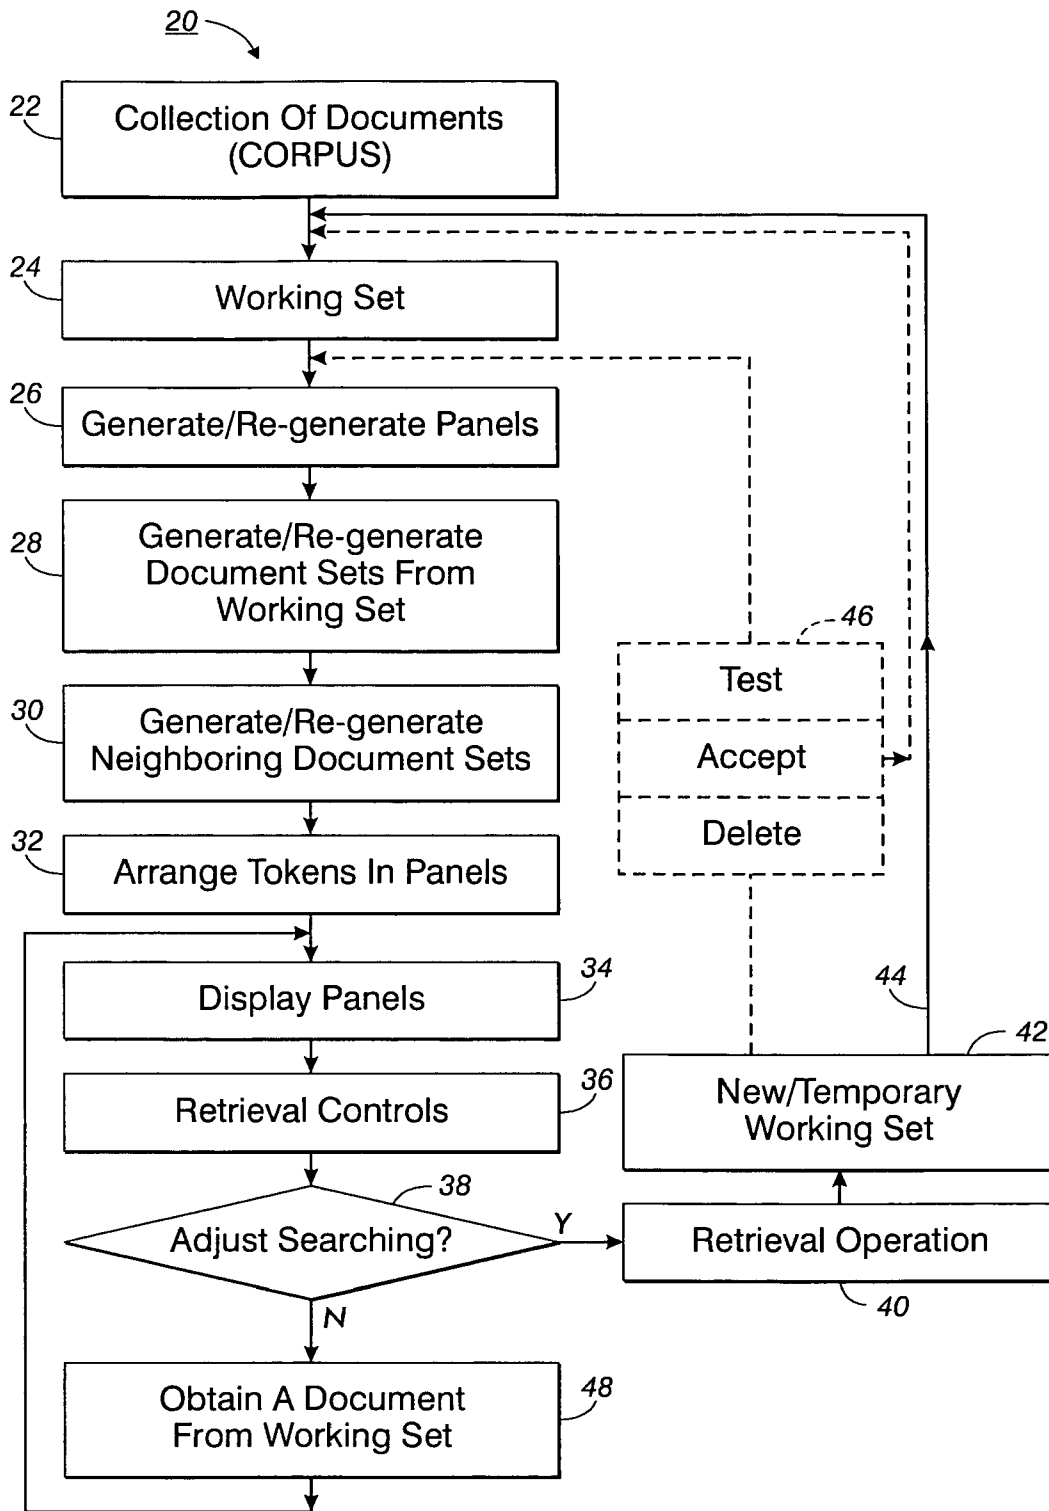 20
22
Collection Of Documents
(CORPUS)
24
Working Set
26
Generate/Re-generate Panels
28
Generate/Re-generate
Document Sets From
Working Set
46
Test
Accept
Delete
30
Generate/Re-generate
Neighboring Document Sets
32
Arrange Tokens In Panels
34
Display Panels
44
42
New/Temporary
Working Set
36
Retrieval Controls
38
Adjust Searching?
Y
Retrieval Operation
40
N
48
Obtain A Document
From Working Set